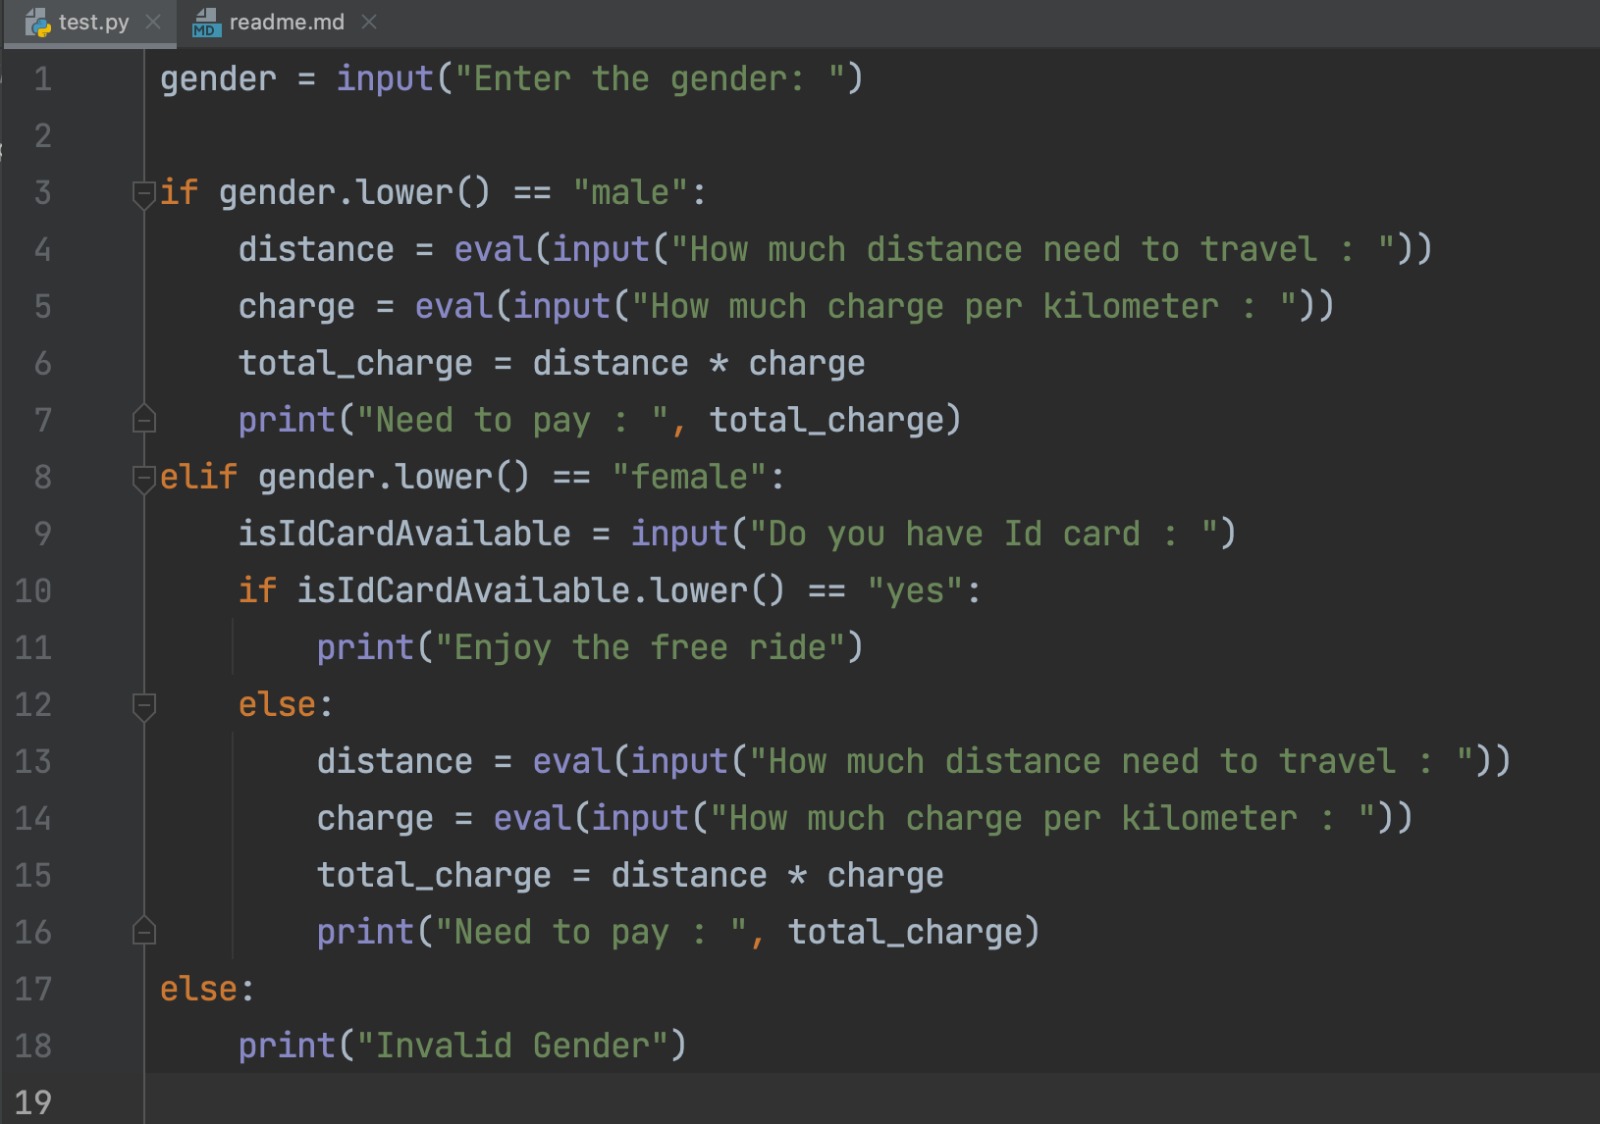 test.py readme.md
1 gender = input("Enter the gender: ")
2
3 if gender.lower() == "male":
4     distance = eval(input("How much distance need to travel : "))
5     charge = eval(input("How much charge per kilometer : "))
6     total_charge = distance * charge
7     print("Need to pay : ", total_charge)
8 elif gender.lower() == "female":
9     isIdCardAvailable = input("Do you have Id card : ")
10     if isIdCardAvailable.lower() == "yes":
11         print("Enjoy the free ride")
12     else:
13         distance = eval(input("How much distance need to travel : "))
14         charge = eval(input("How much charge per kilometer : "))
15         total_charge = distance * charge
16         print("Need to pay : ", total_charge)
17 else:
18     print("Invalid Gender")
19